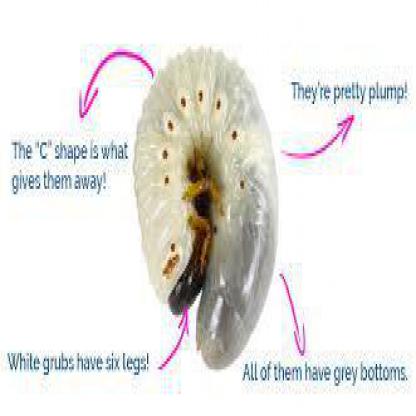 They're pretty plump!
The "C" shape is what
gives them away!
White grubs have six legs!
All of them have grey bottoms.